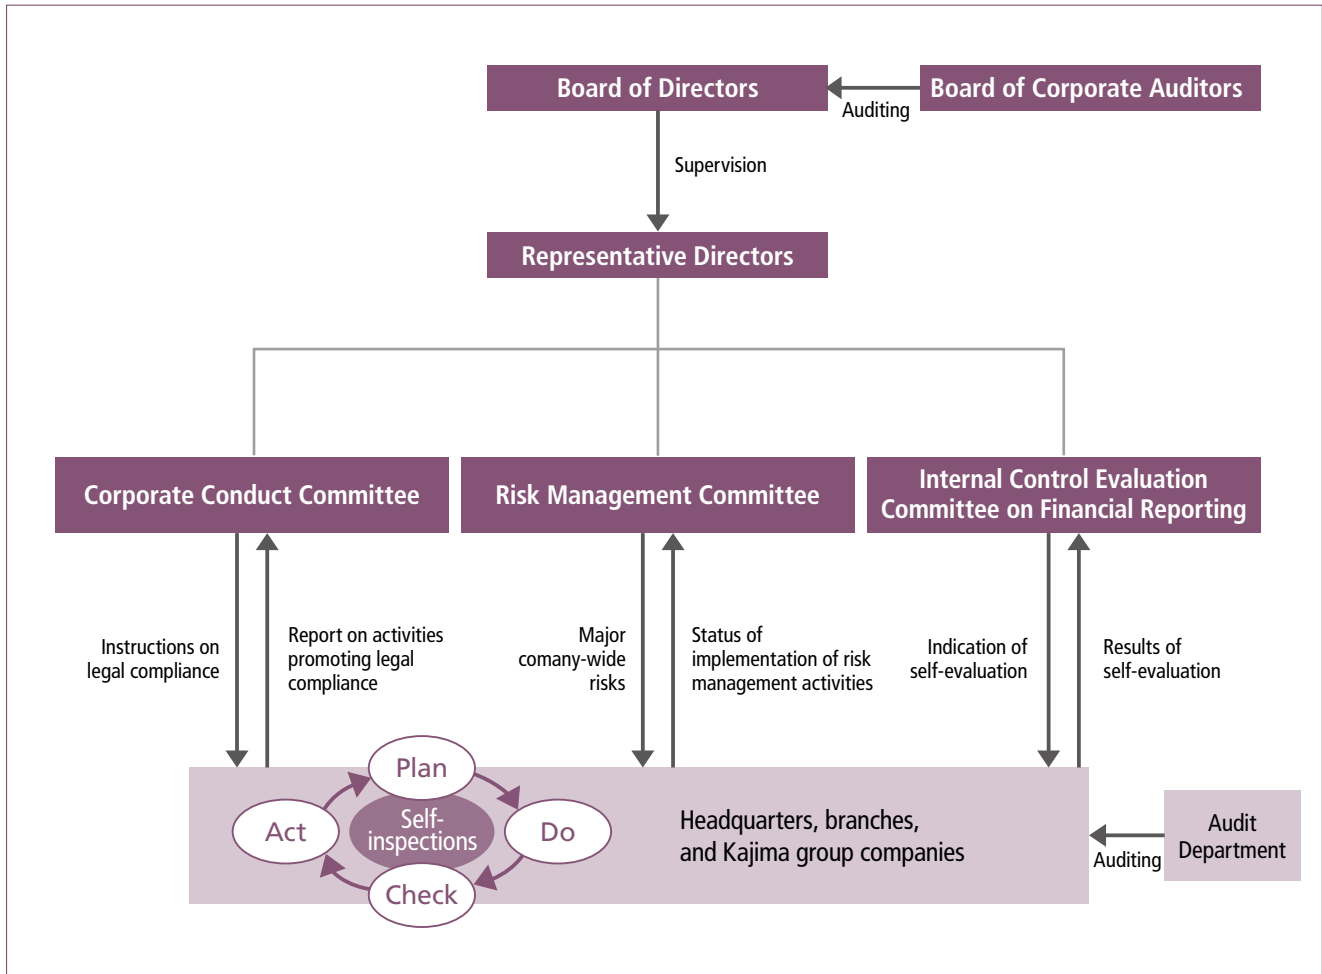 Board of Directors
Board of Corporate Auditors
Auditing
Supervision
Representative Directors
Corporate Conduct Committee
Risk Management Committee
Internal Control Evaluation
Committee on Financial Reporting
Instructions on
legal compliance
Report on activities
promoting legal
compliance
Major
comany-wide
risks
Status of
implementation of risk
management activities
Indication of
self-evaluation
Results of
self-evaluation
Plan
Act
Self-
inspections
Do
Check
Headquarters, branches,
and Kajima group companies
Auditing
Audit
Department